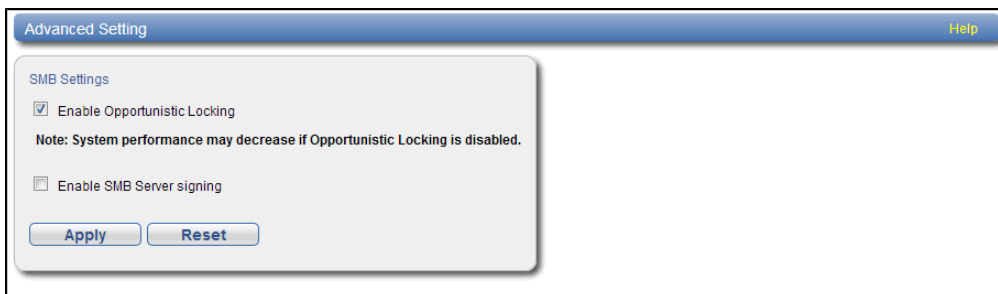 Advanced Setting Help
SMB Settings
Enable Opportunistic Locking
Note: System performance may decrease if Opportunistic Locking is disabled.
Enable SMB Server signing
Apply Reset